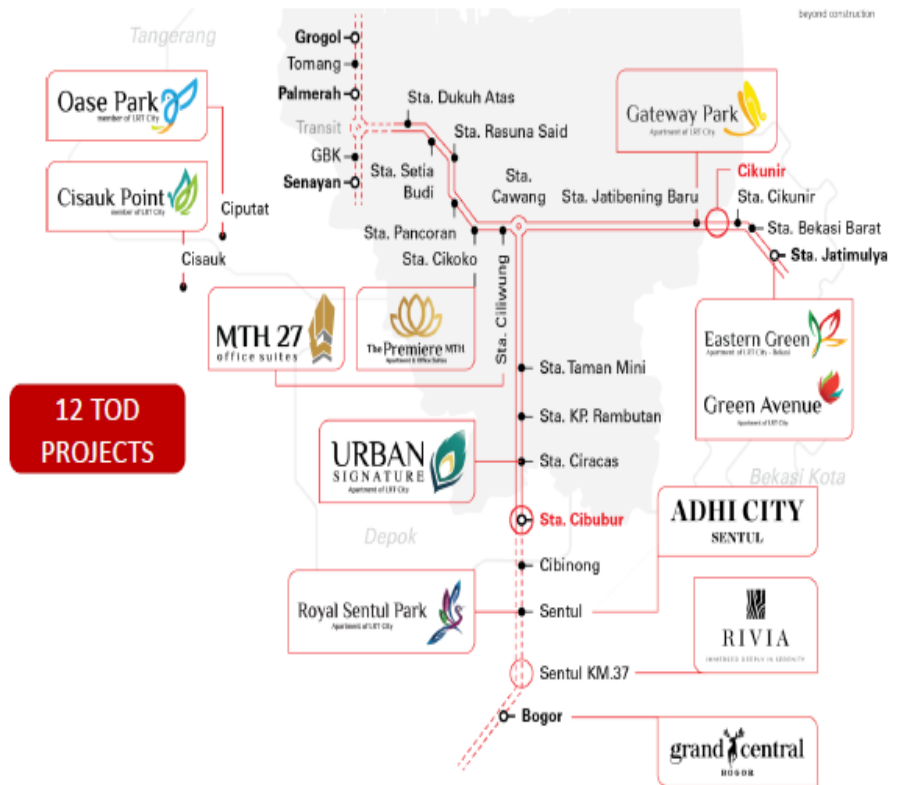 beyond construction
Tangerang
Grogol
Tomang
Palmerah
Transit
GBK
Senayan
Oase Park
member of LRT City
Cisauk Point
member of LRT City
Ciputat
Cisauk
Sta. Dukuh Atas
Sta. Rasuna Said
Sta. Setia
Budi
Sta.
Cawang
Sta. Pancoran
Sta. Cikoko
Sta. Ciliwung
Gateway Park
Apartment of LRT City
Sta. Jatibening Baru
Cikunir
Sta. Cikunir
Sta. Bekasi Barat
Sta. Jatimulya
MTH 27
office suites
The Premiere MTH
Apartment & Office Suites
Eastern Green
Apartment of LRT City - Bekasi
Green Avenue
Apartment of LRT City
12 TOD
PROJECTS
Sta. Taman Mini
Sta. KP. Rambutan
Sta. Ciracas
URBAN
SIGNATURE
Apartment of LRT City
Bekasi Kota
Sta. Cibubur
Depok
ADHI CITY
SENTUL
Cibinong
Sentul
Royal Sentul Park
Apartment of LRT City
RIVIA
IMMERSED DEEPLY IN SERENITY
Sentul KM.37
Bogor
grand central
BOGOR